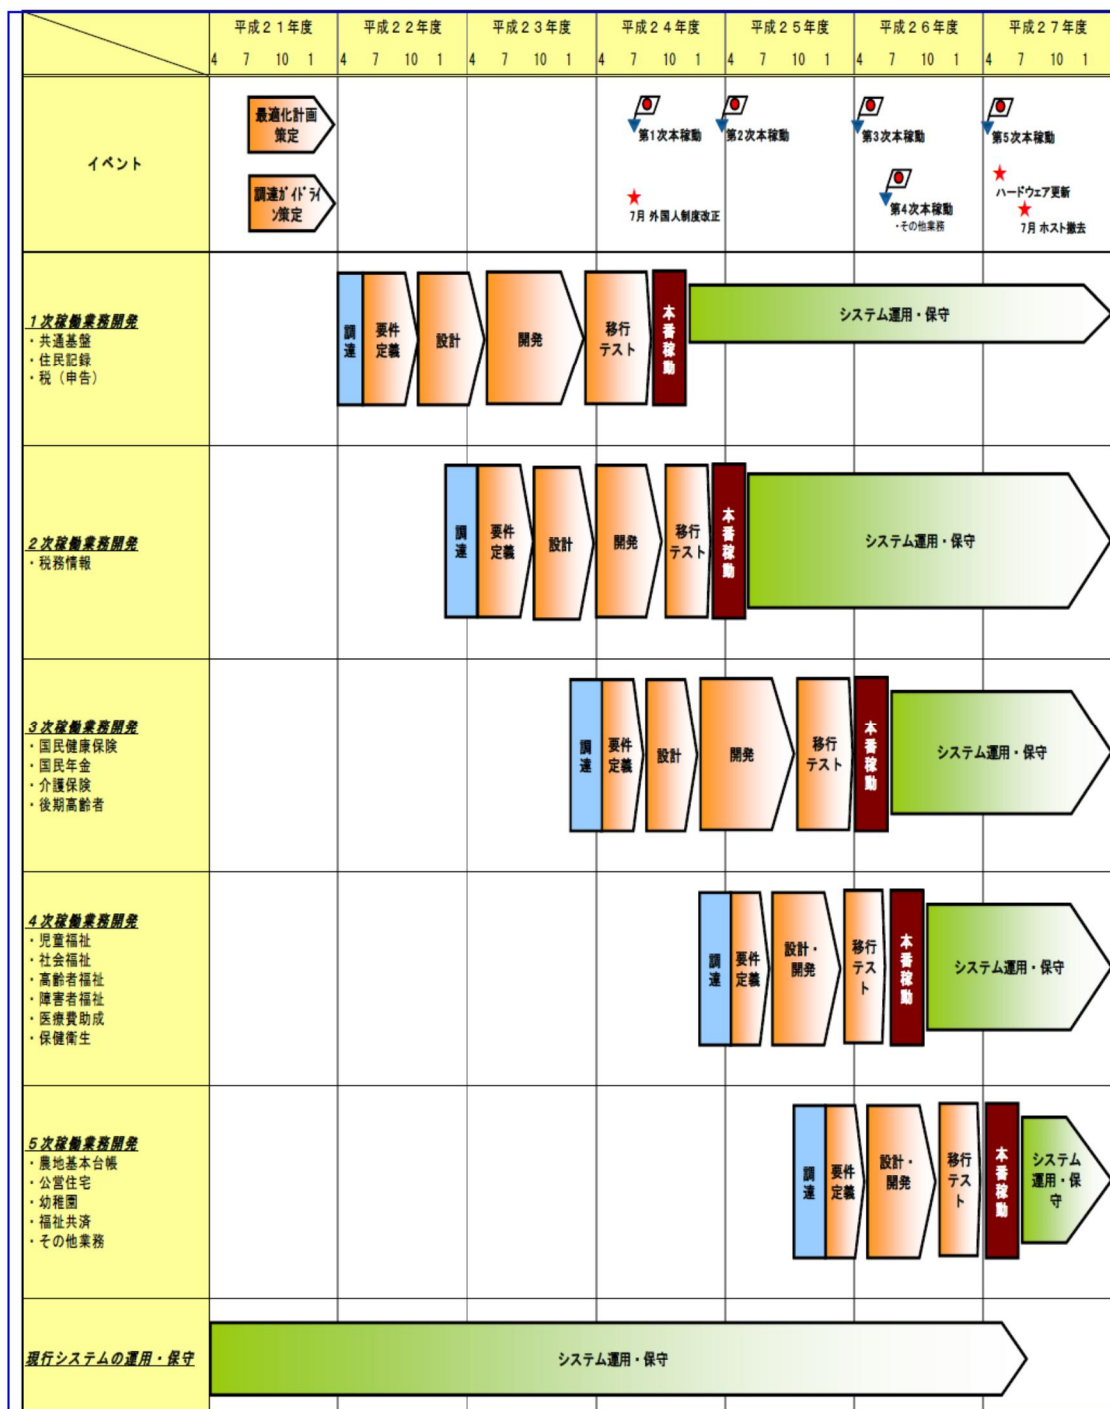 平成２１年度 平成２２年度 平成２３年度 平成２４年度 平成２５年度 平成２６年度 平成２７年度
4 7 10 1 4 7 10 1 4 7 10 1 4 7 10 1 4 7 10 1 4 7 10 1 4 7 10 1
イベント
最適化計画
策定
調達ｶﾞｲﾄﾞﾗｲ
ﾝ策定
第1次本稼動
7月 外国人制度改正
第2次本稼動
第3次本稼動
第4次本稼動
・その他業務
第5次本稼動
ハードウェア更新
7月 ホスト撤去
１次稼働業務開発
・共通基盤
・住民記録
・税（申告）
調達
要件
定義
設計
開発
移行
テスト
本番稼動
システム運用・保守
２次稼働業務開発
・税務情報
調達
要件
定義
設計
開発
移行
テスト
本番稼動
システム運用・保守
３次稼働業務開発
・国民健康保険
・国民年金
・介護保険
・後期高齢者
調達
要件
定義
設計
開発
移行
テスト
本番稼動
システム運用・保守
４次稼働業務開発
・児童福祉
・社会福祉
・高齢者福祉
・障害者福祉
・医療費助成
・保健衛生
調達
要件
定義
設計・
開発
移行
テス
ト
本番稼動
システム運用・保守
５次稼働業務開発
・農地基本台帳
・公営住宅
・幼稚園
・福祉共済
・その他業務
調達
要件
定義
設計・
開発
移行
テス
ト
本番稼動
システム
運用・保
守
現行システムの運用・保守
システム運用・保守